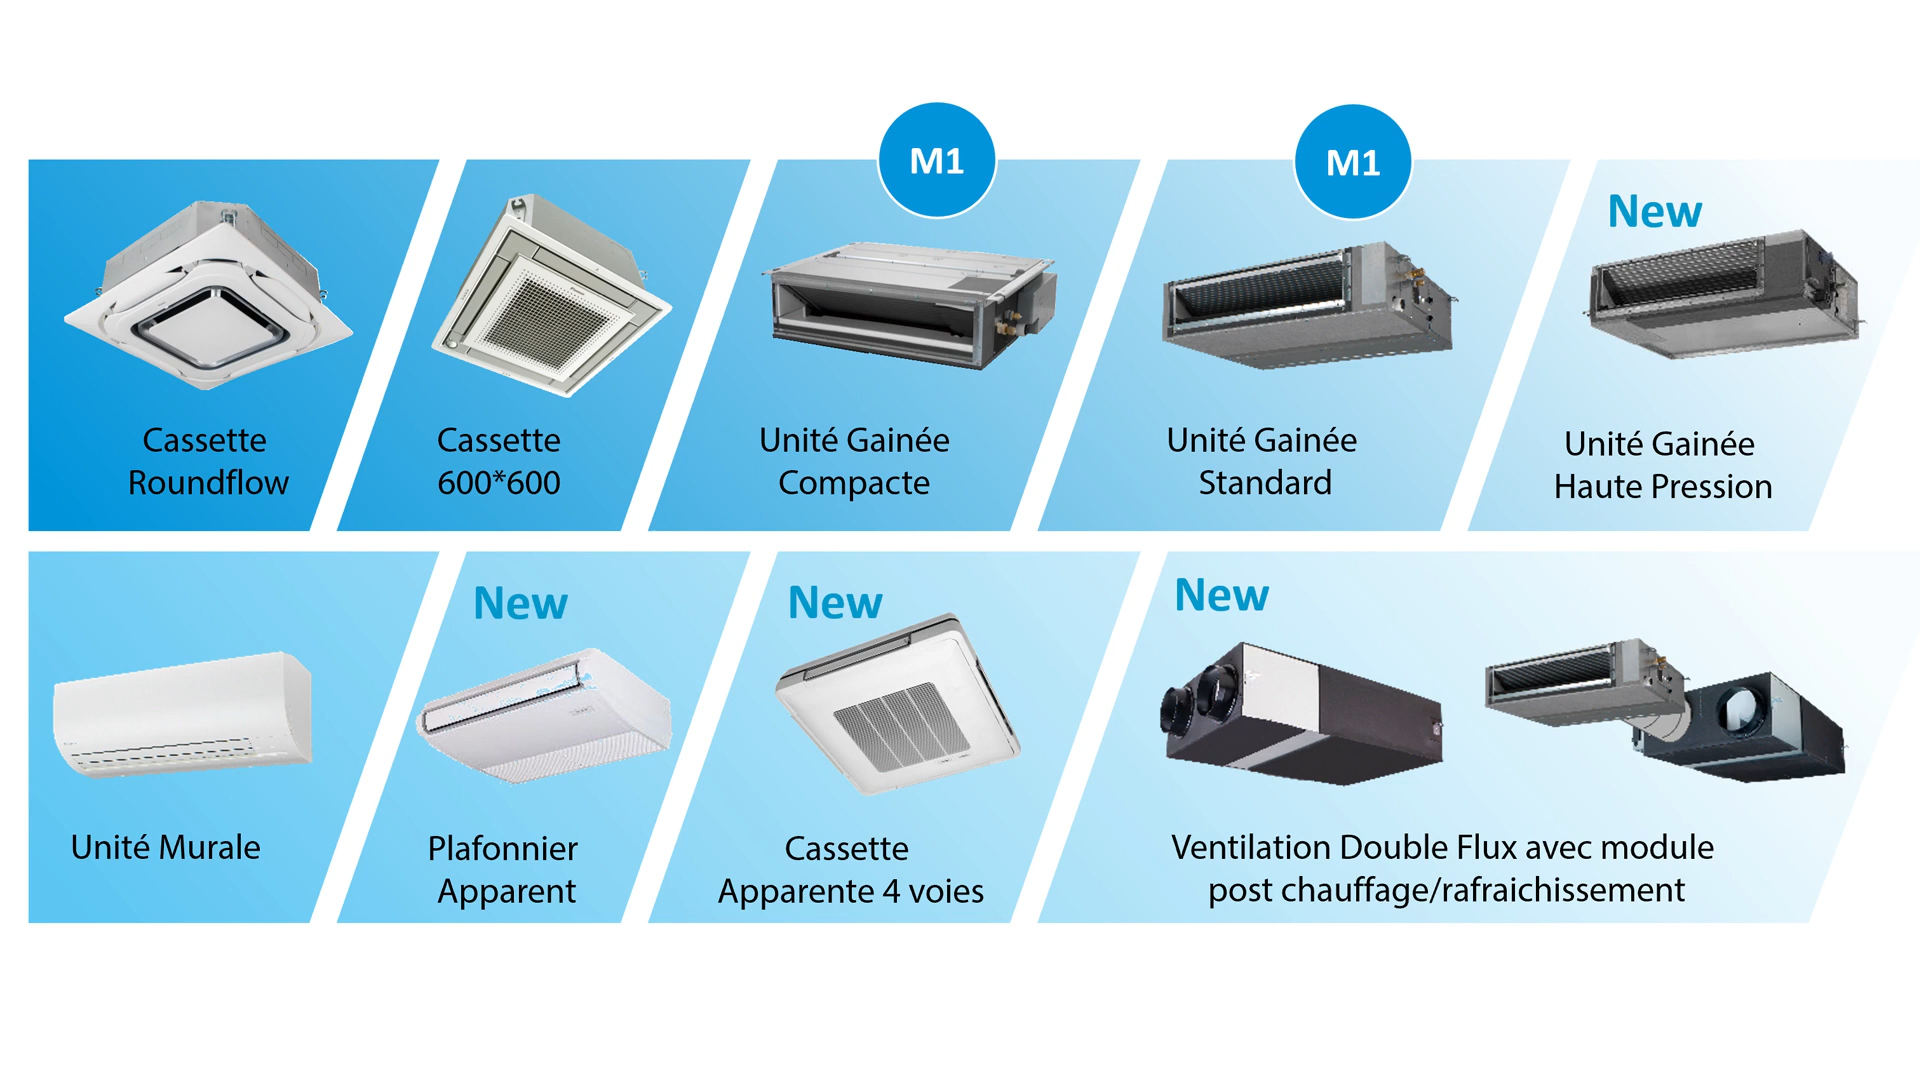 M1
M1
New
Cassette
Roundflow
Cassette
600*600
Unité Gainée
Compacte
Unité Gainée
Standard
Unité Gainée
Haute Pression
New
New
New
Unité Murale
Plafonnier
Apparent
Cassette
Apparente 4 voies
Ventilation Double Flux avec module
post chauffage/rafraichissement